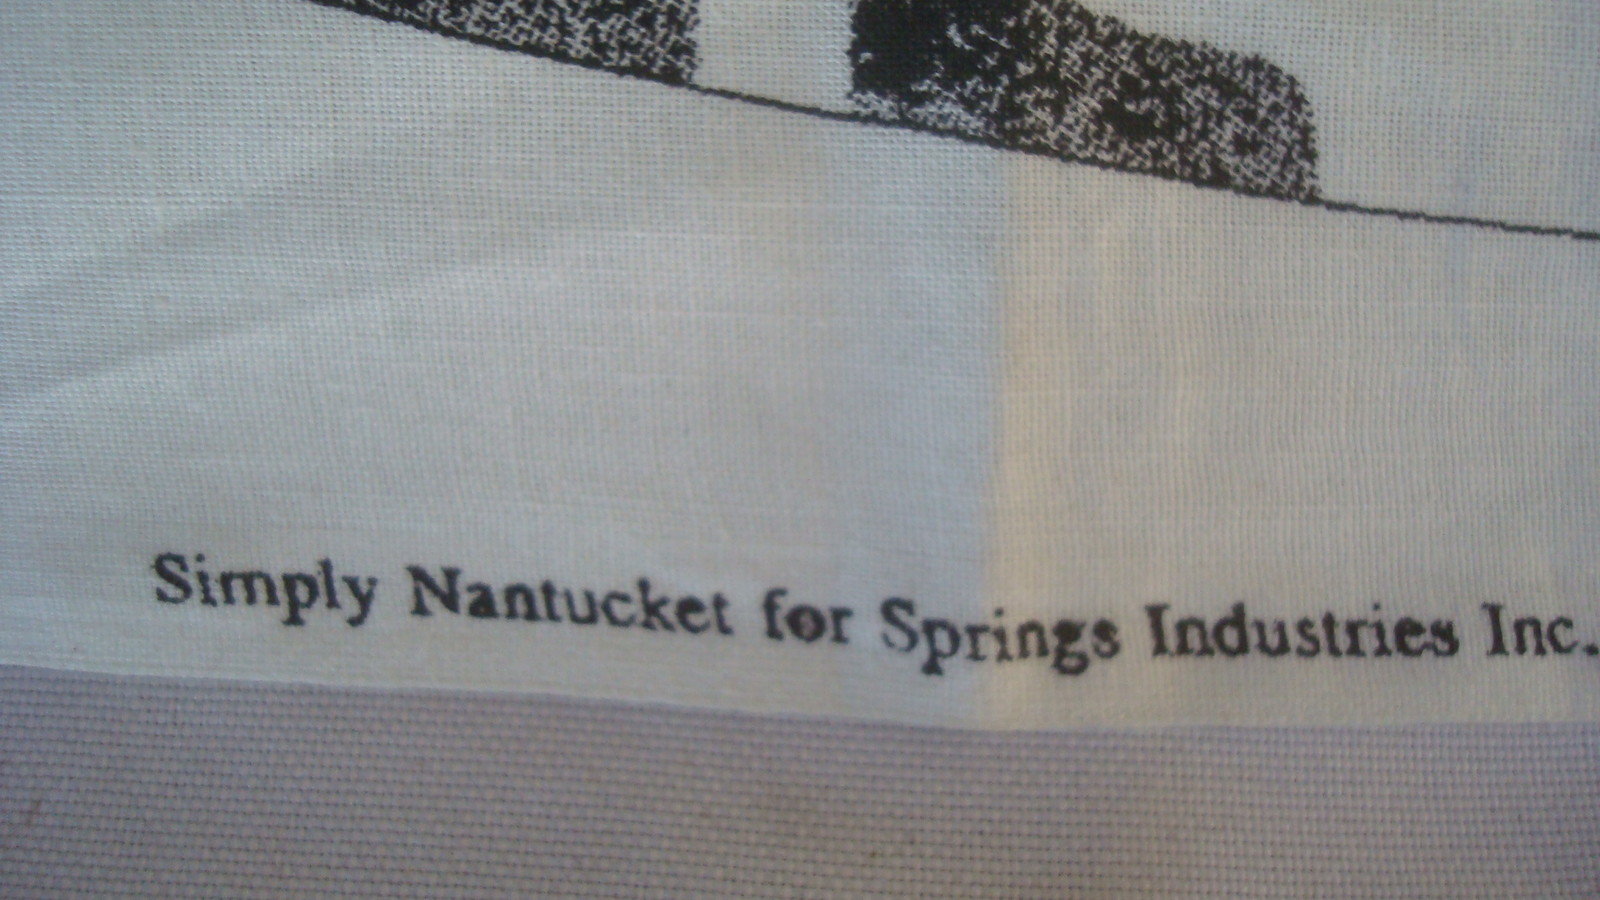 Simply Nantucket for Springs Industries Inc.